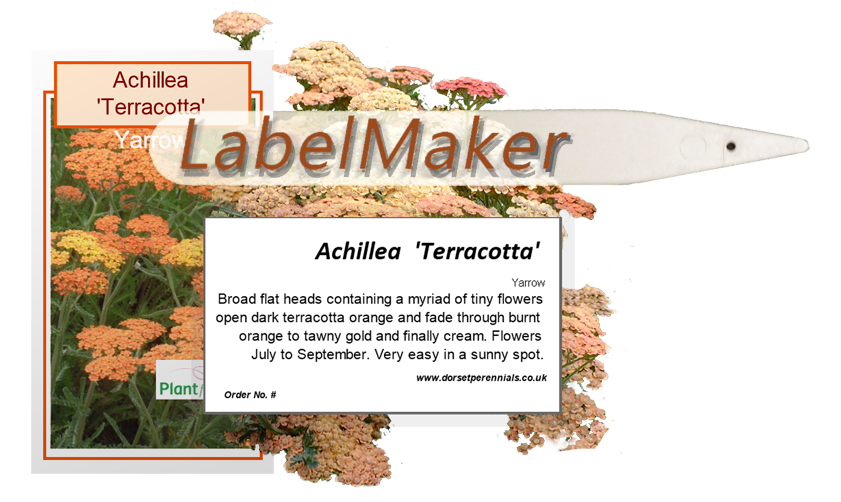 Achillea
'Terracotta'
Yarrow
LabelMaker
Achillea 'Terracotta'
Yarrow
Broad flat heads containing a myriad of tiny flowers
open dark terracotta orange and fade through burnt
orange to tawny gold and finally cream. Flowers
July to September. Very easy in a sunny spot.
www.dorsetperennials.co.uk
Order No. #
Plant